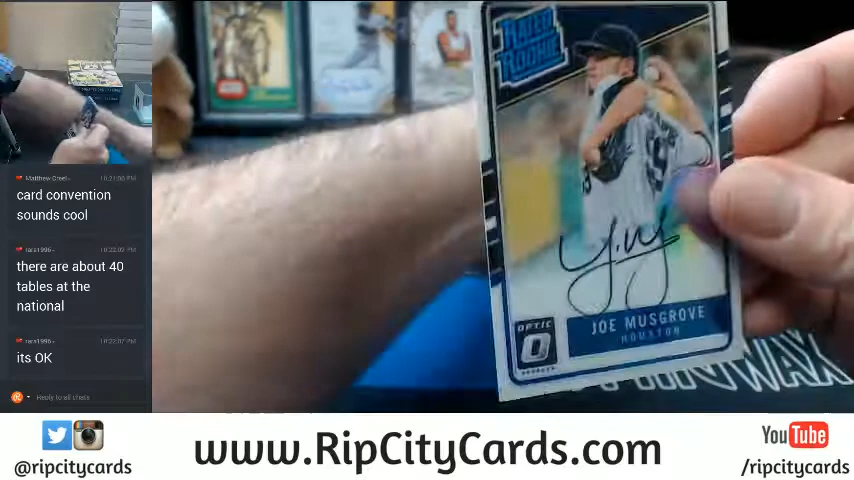 Matthew Creel
card convention
sounds cool
there are about 40
tables at the
national
its OK
Reply to all chats
RATED
ROOKIE
OPTIC
JOE MUSGROVE
HOUSTON
www.RipCityCards.com
@ripcitycards
YouTube
/ripcitycards